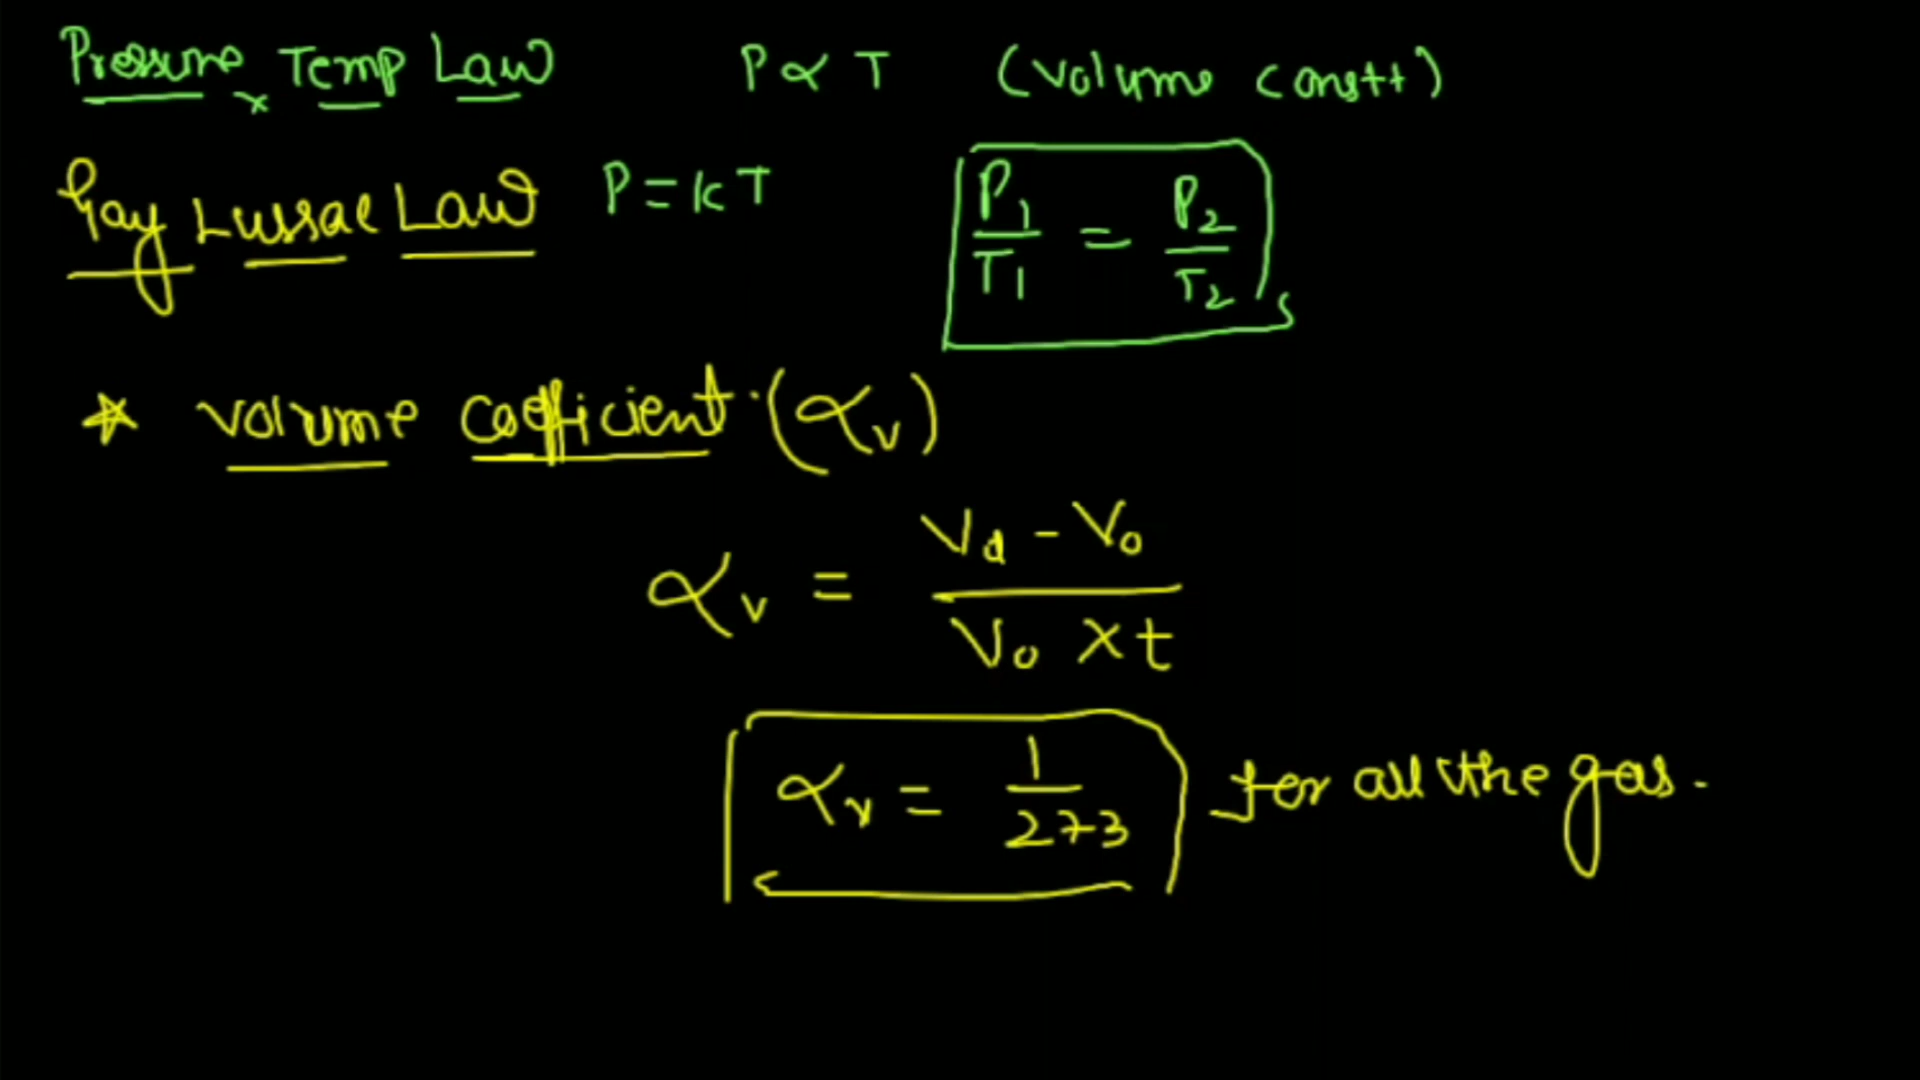 Pressure x Temp Law P ∝ T (Volume constt)
Gay Lussac Law P = kT P₁/T₁ = P₂/T₂
* Volume Coefficient (αᵥ)
αᵥ = (Vₐ - V₀)/(V₀ × t)
αᵥ = 1/273 for all the gas.